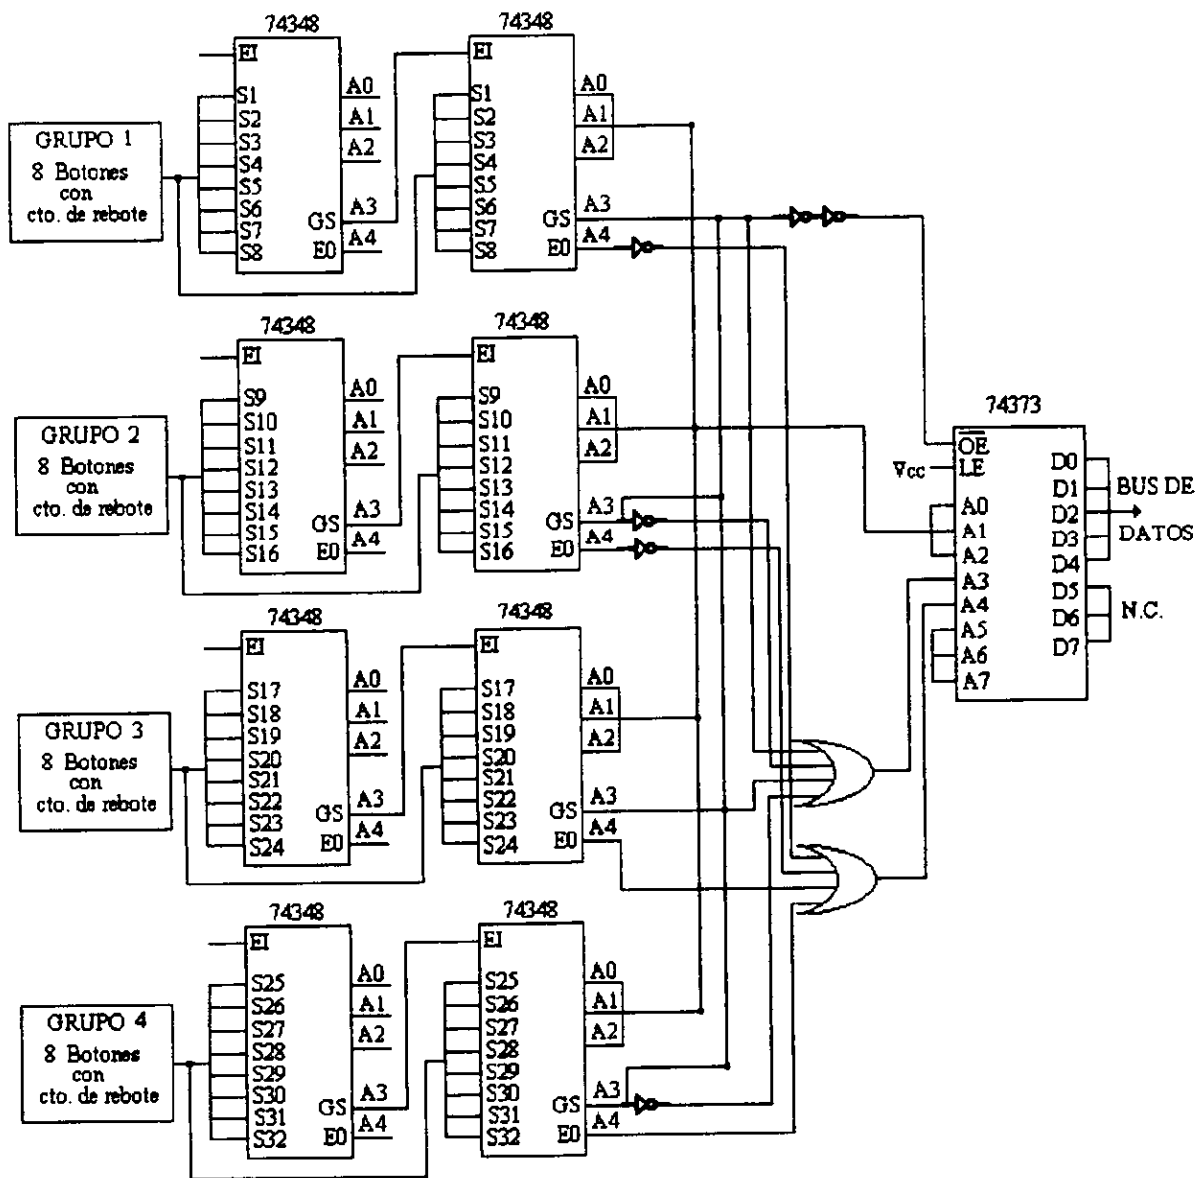 74348
EI
S1
S2
S3
S4
S5
S6
S7
S8
A0
A1
A2
GS A3
E0 A4
GRUPO 1
8 Botones
con
cto. de rebote
74348
EI
S1
S2
S3
S4
S5
S6
S7
S8
A0
A1
A2
GS A3
E0 A4
74348
EI
S9
S10
S11
S12
S13
S14
S15
S16
A0
A1
A2
GS A3
E0 A4
GRUPO 2
8 Botones
con
cto. de rebote
74348
EI
S9
S10
S11
S12
S13
S14
S15
S16
A0
A1
A2
GS A3
E0 A4
74348
EI
S17
S18
S19
S20
S21
S22
S23
S24
A0
A1
A2
GS A3
E0 A4
GRUPO 3
8 Botones
con
cto. de rebote
74348
EI
S17
S18
S19
S20
S21
S22
S23
S24
A0
A1
A2
GS A3
E0 A4
74348
EI
S25
S26
S27
S28
S29
S30
S31
S32
A0
A1
A2
GS A3
E0 A4
GRUPO 4
8 Botones
con
cto. de rebote
74348
EI
S25
S26
S27
S28
S29
S30
S31
S32
A0
A1
A2
GS A3
E0 A4
74373
OE
Vcc LE
A0
A1
A2
A3
A4
A5
A6
A7
D0
D1
D2
D3
D4
D5
D6
D7
BUS DE
DATOS
N.C.